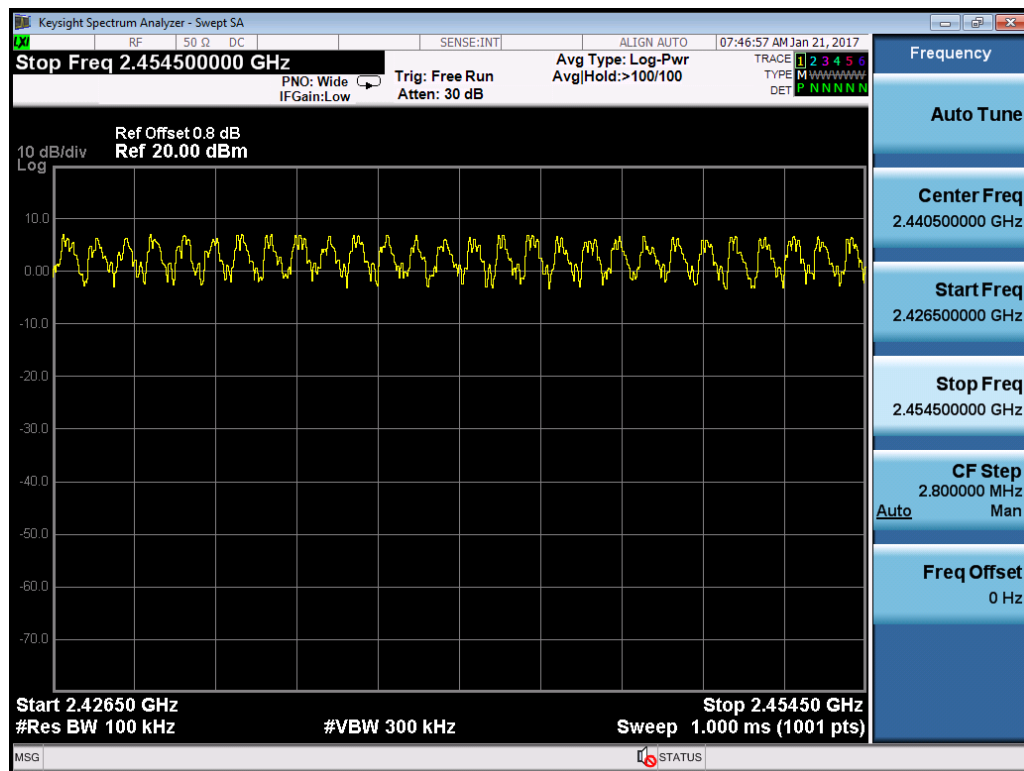 Keysight Spectrum Analyzer - Swept SA
LXI RF 50 Ω DC SENSE:INT ALIGN AUTO 07:46:57 AM Jan 21, 2017
Stop Freq 2.454500000 GHz
PNO: Wide
IFGain:Low
Trig: Free Run
Atten: 30 dB
Avg Type: Log-Pwr
Avg|Hold:>100/100
TRACE 1 2 3 4 5 6
TYPE M WWWWW
DET P N N N N N
Ref Offset 0.8 dB
10 dB/div Ref 20.00 dBm
Log
10.0
0.00
-10.0
-20.0
-30.0
-40.0
-50.0
-60.0
-70.0
Start 2.42650 GHz Stop 2.45450 GHz
#Res BW 100 kHz #VBW 300 kHz Sweep 1.000 ms (1001 pts)
MSG STATUS
Frequency
Auto Tune
Center Freq
2.440500000 GHz
Start Freq
2.426500000 GHz
Stop Freq
2.454500000 GHz
CF Step
2.800000 MHz
Auto Man
Freq Offset
0 Hz